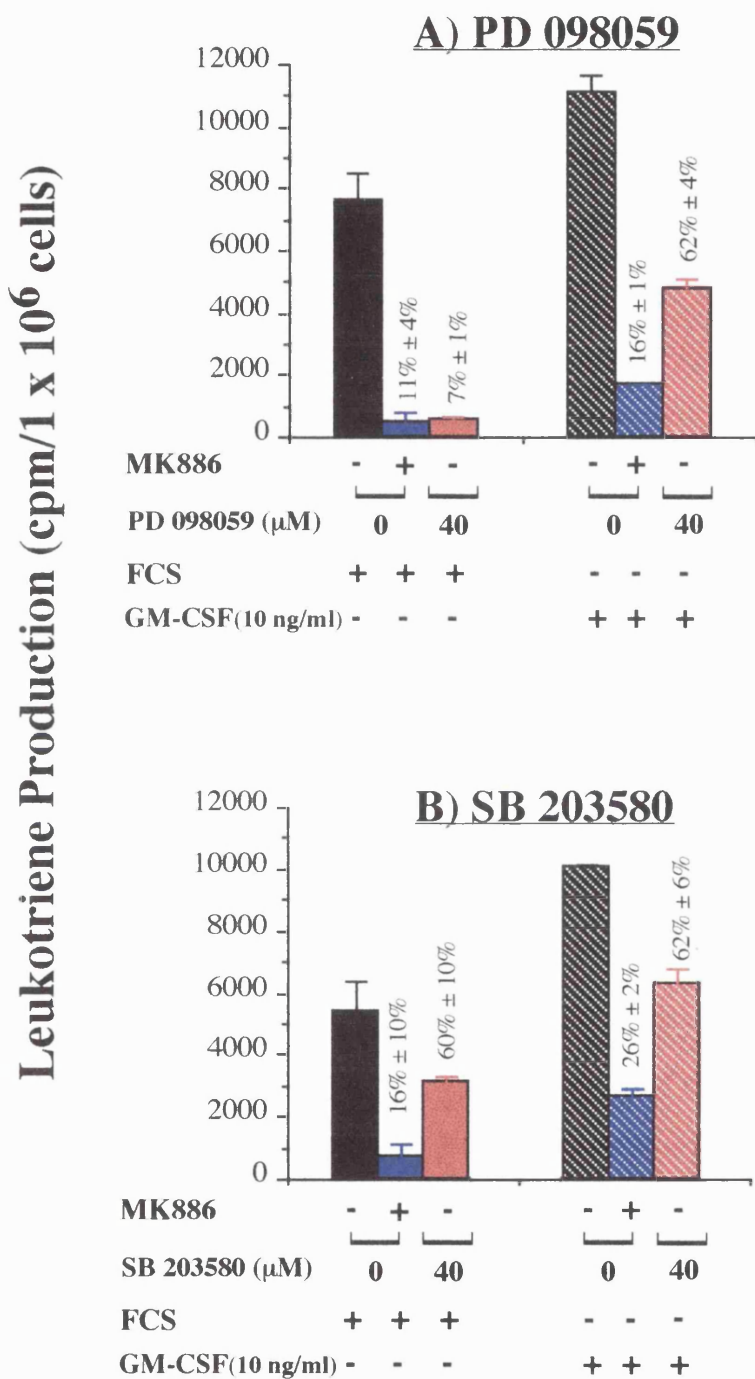 Leukotriene Production (cpm/1 x 10⁶ cells)
A) PD 098059
12000
10000
8000
6000
4000
2000
0
11% ± 4%
7% ± 1%
16% ± 1%
62% ± 4%
MK886 - + - - + -
PD 098059 (µM) 0 40 0 40
FCS + + + - - -
GM-CSF(10 ng/ml) - - - + + +
B) SB 203580
12000
10000
8000
6000
4000
2000
0
16% ± 10%
60% ± 10%
26% ± 2%
62% ± 6%
MK886 - + - - + -
SB 203580 (µM) 0 40 0 40
FCS + + + - - -
GM-CSF(10 ng/ml) - - - + + +